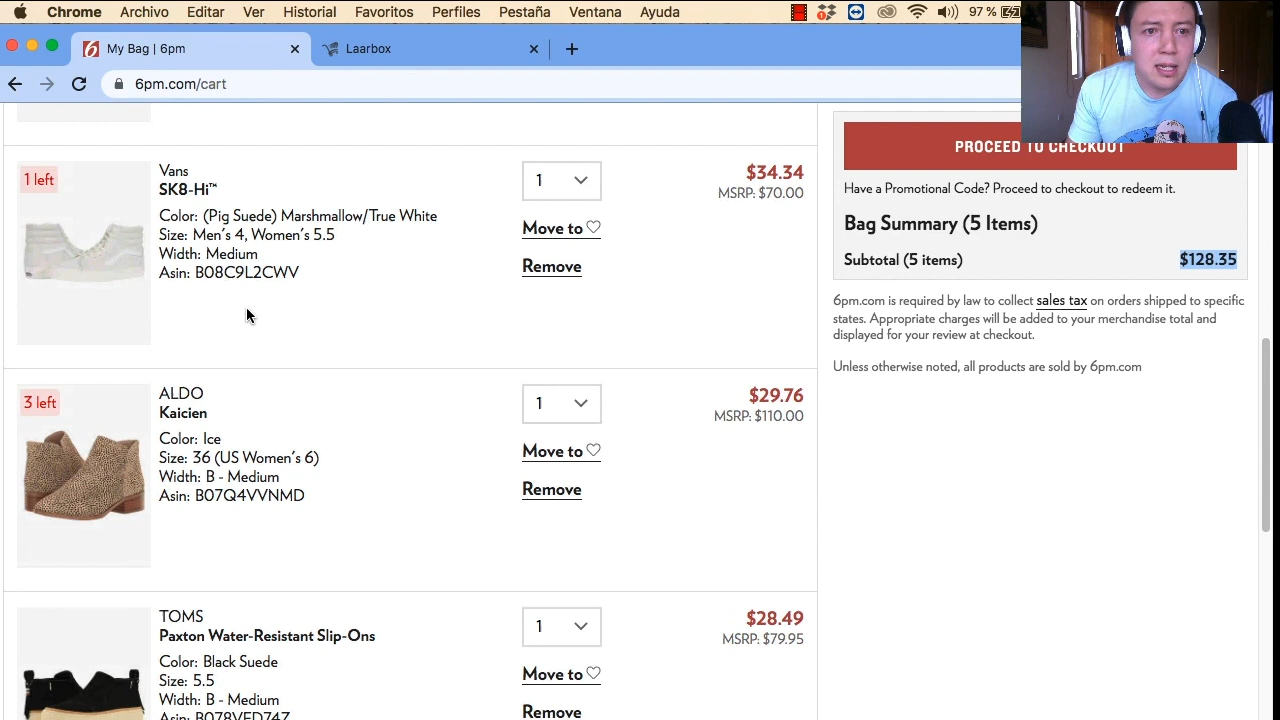 Chrome Archivo Editar Ver Historial Favoritos Perfiles Pestaña Ventana Ayuda 1 97 %
6 My Bag | 6pm Laarbox
6pm.com/cart
1 left
Vans
SK8-Hi™
Color: (Pig Suede) Marshmallow/True White
Size: Men's 4, Women's 5.5
Width: Medium
Asin: B08C9L2CWV
1
Move to
Remove
$34.34
MSRP: $70.00
3 left
ALDO
Kaicien
Color: Ice
Size: 36 (US Women's 6)
Width: B - Medium
Asin: B07Q4VVNMD
1
Move to
Remove
$29.76
MSRP: $110.00
TOMS
Paxton Water-Resistant Slip-Ons
Color: Black Suede
Size: 5.5
Width: B - Medium
Asin: B078VFD74Z
1
Move to
Remove
$28.49
MSRP: $79.95
PROCEED TO CHECKOUT
Have a Promotional Code? Proceed to checkout to redeem it.
Bag Summary (5 Items)
Subtotal (5 items) $128.35
6pm.com is required by law to collect sales tax on orders shipped to specific
states. Appropriate charges will be added to your merchandise total and
displayed for your review at checkout.
Unless otherwise noted, all products are sold by 6pm.com